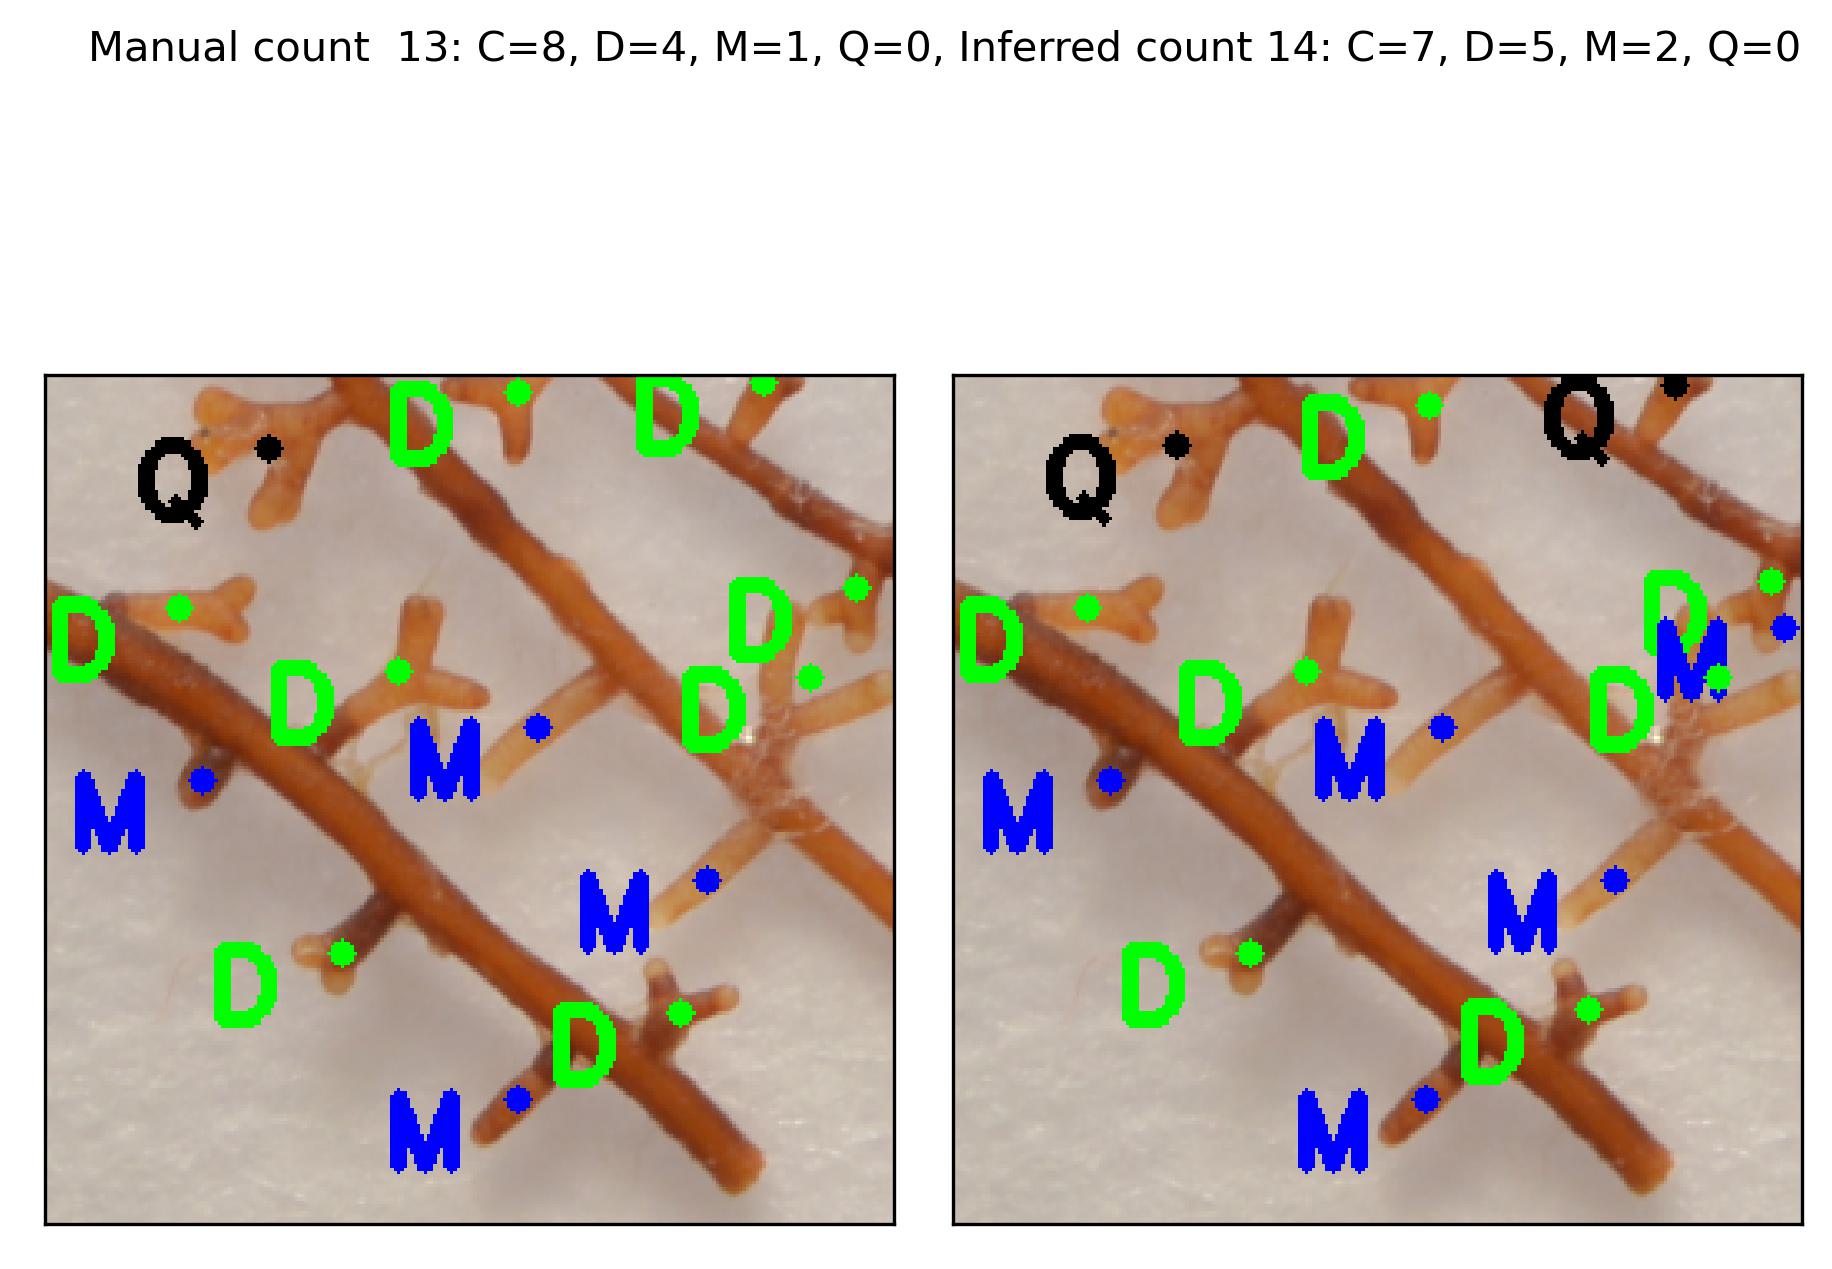 Manual count  13: C=8, D=4, M=1, Q=0, Inferred count 14: C=7, D=5, M=2, Q=0
D D Q
Q Q D
D D D D
D D M D D
M M M M
M M
D D
D D
M M